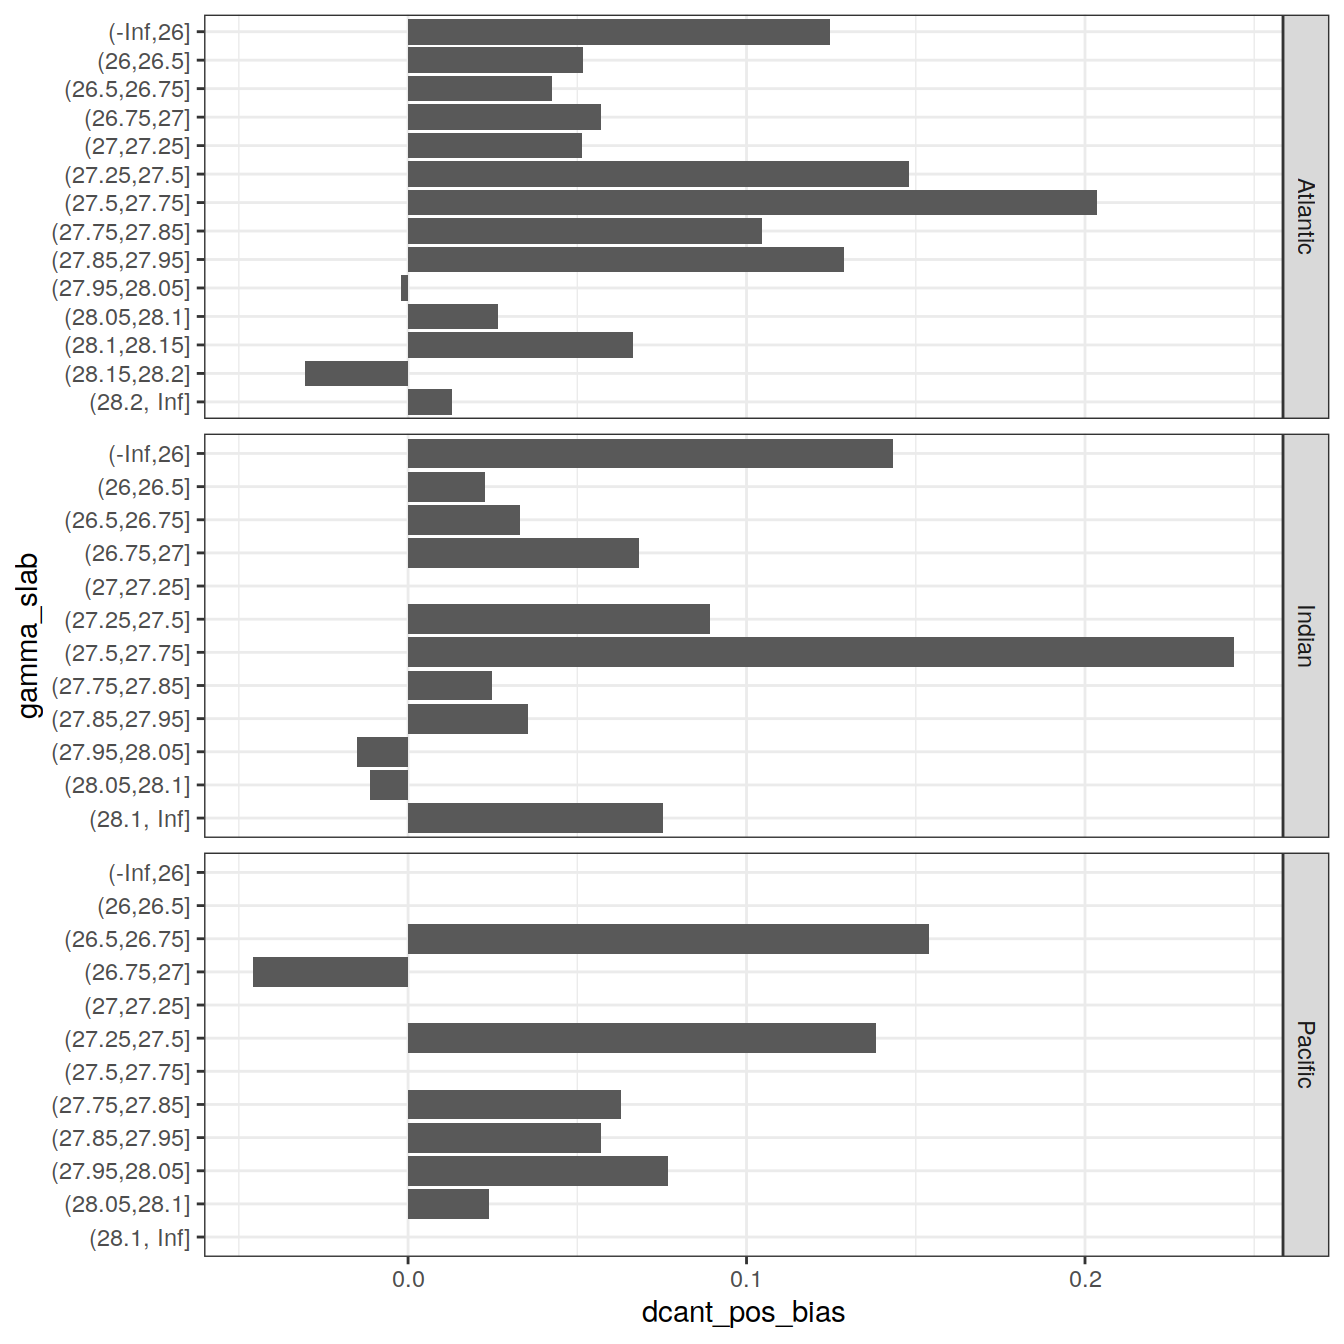 (-Inf,26]
(26,26.5]
(26.5,26.75]
(26.75,27]
(27,27.25]
(27.25,27.5]
(27.5,27.75]
(27.75,27.85]
(27.85,27.95]
(27.95,28.05]
(28.05,28.1]
(28.1,28.15]
(28.15,28.2]
(28.2, Inf]
Atlantic
gamma_slab
(-Inf,26]
(26,26.5]
(26.5,26.75]
(26.75,27]
(27,27.25]
(27.25,27.5]
(27.5,27.75]
(27.75,27.85]
(27.85,27.95]
(27.95,28.05]
(28.05,28.1]
(28.1, Inf]
Indian
(-Inf,26]
(26,26.5]
(26.5,26.75]
(26.75,27]
(27,27.25]
(27.25,27.5]
(27.5,27.75]
(27.75,27.85]
(27.85,27.95]
(27.95,28.05]
(28.05,28.1]
(28.1, Inf]
Pacific
0.0 0.1 0.2
dcant_pos_bias